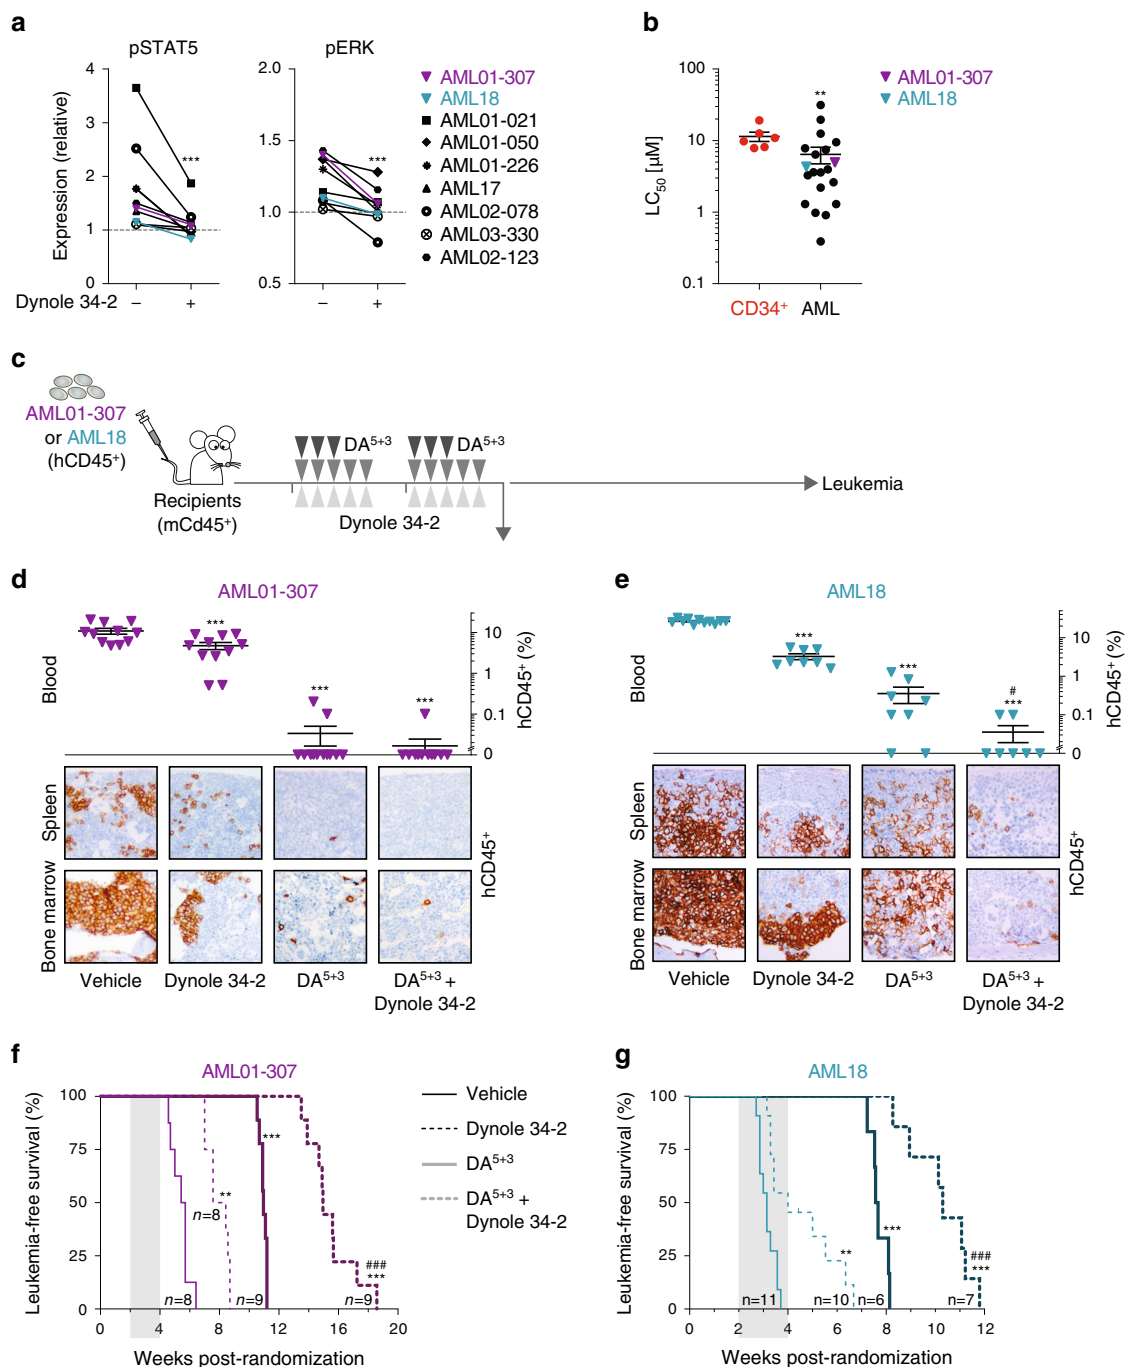 a
pSTAT5
pERK
Expression (relative)
4
3
2
1
0
***
2.0
1.5
1.0
0.5
***
Dynole 34-2
–
+
–
+
AML01-307
AML18
AML01-021
AML01-050
AML01-226
AML17
AML02-078
AML03-330
AML02-123
b
LC50 [µM]
100
10
1
0.1
**
CD34+
AML
AML01-307
AML18
c
AML01-307
or AML18
(hCD45+)
Recipients
(mCd45+)
DA5+3
DA5+3
Dynole 34-2
Leukemia
d
AML01-307
Blood
***
***
***
10
1
0.1
0
hCD45+ (%)
Spleen
Bone marrow
hCD45+
Vehicle
Dynole 34-2
DA5+3
DA5+3 +
Dynole 34-2
e
AML18
Blood
***
***
#
***
10
1
0.1
0
hCD45+ (%)
Spleen
Bone marrow
hCD45+
Vehicle
Dynole 34-2
DA5+3
DA5+3 +
Dynole 34-2
f
AML01-307
Leukemia-free survival (%)
100
75
50
25
0
***
**
n=8
###
***
n=8
n=9
n=9
0
4
8
12
16
20
Weeks post-randomization
Vehicle
Dynole 34-2
DA5+3
DA5+3 +
Dynole 34-2
g
AML18
Leukemia-free survival (%)
100
75
50
25
0
**
***
###
***
n=11
n=10
n=6
n=7
0
2
4
6
8
10
12
Weeks post-randomization